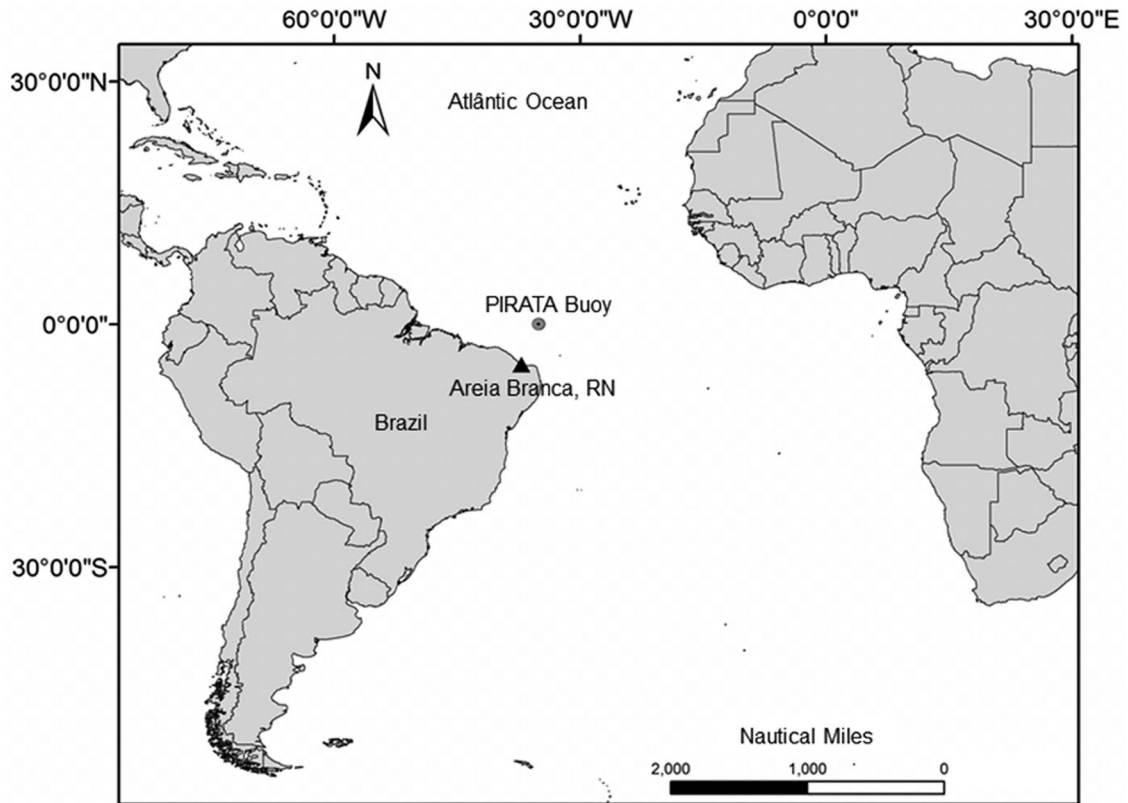 60°0'0"W 30°0'0"W 0°0'0" 30°0'0"E
30°0'0"N
N
Atlântic Ocean
PIRATA Buoy
0°0'0"
Areia Branca, RN
Brazil
30°0'0"S
Nautical Miles
2,000 1,000 0